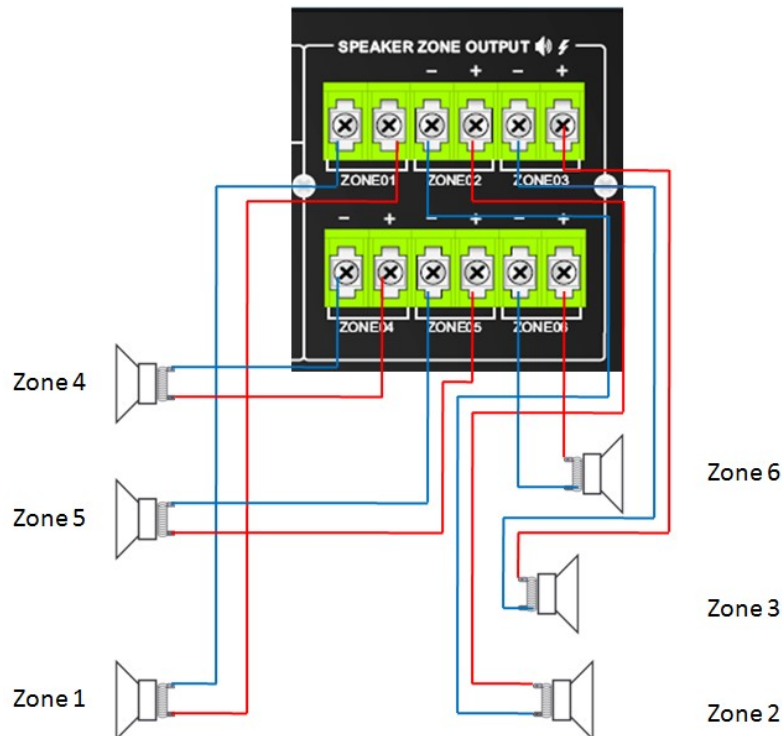 SPEAKER ZONE OUTPUT
- + - +
ZONE01 ZONE02 ZONE03
- + - + - +
ZONE04 ZONE05 ZONE06
Zone 4
Zone 5
Zone 6
Zone 3
Zone 1
Zone 2